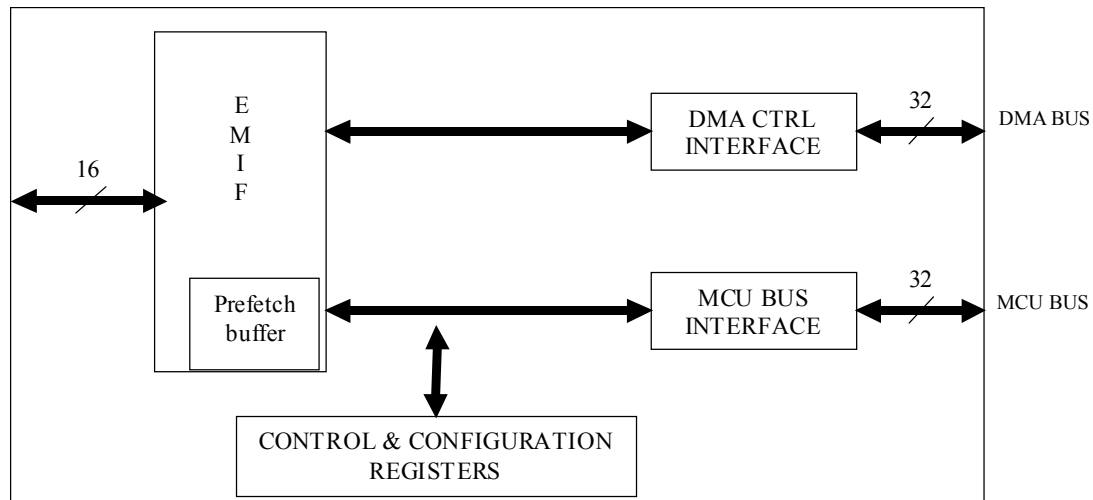 E
M
I
F
16
Prefetch
buffer
DMA CTRL
INTERFACE
32
DMA BUS
MCU BUS
INTERFACE
32
MCU BUS
CONTROL & CONFIGURATION
REGISTERS